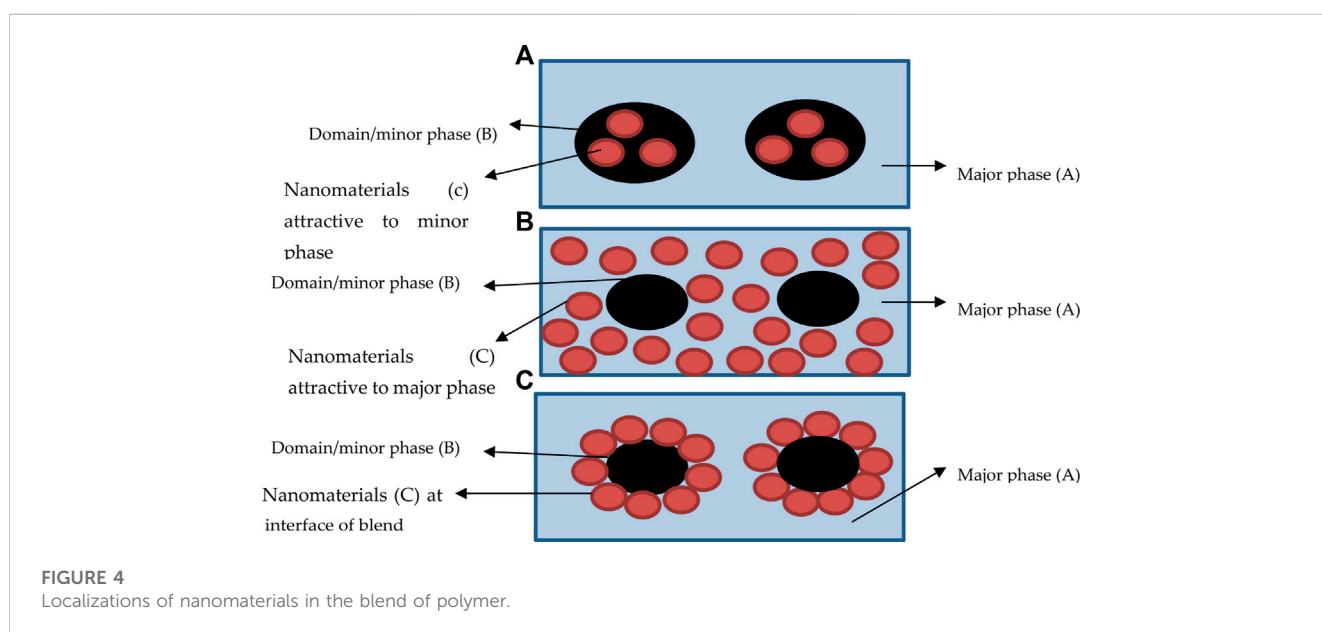 A
Domain/minor phase (B)
Major phase (A)
Nanomaterials (c)
attractive to minor
phase
B
Domain/minor phase (B)
Major phase (A)
Nanomaterials (C)
attractive to major phase
C
Domain/minor phase (B)
Major phase (A)
Nanomaterials (C) at
interface of blend
FIGURE 4
Localizations of nanomaterials in the blend of polymer.